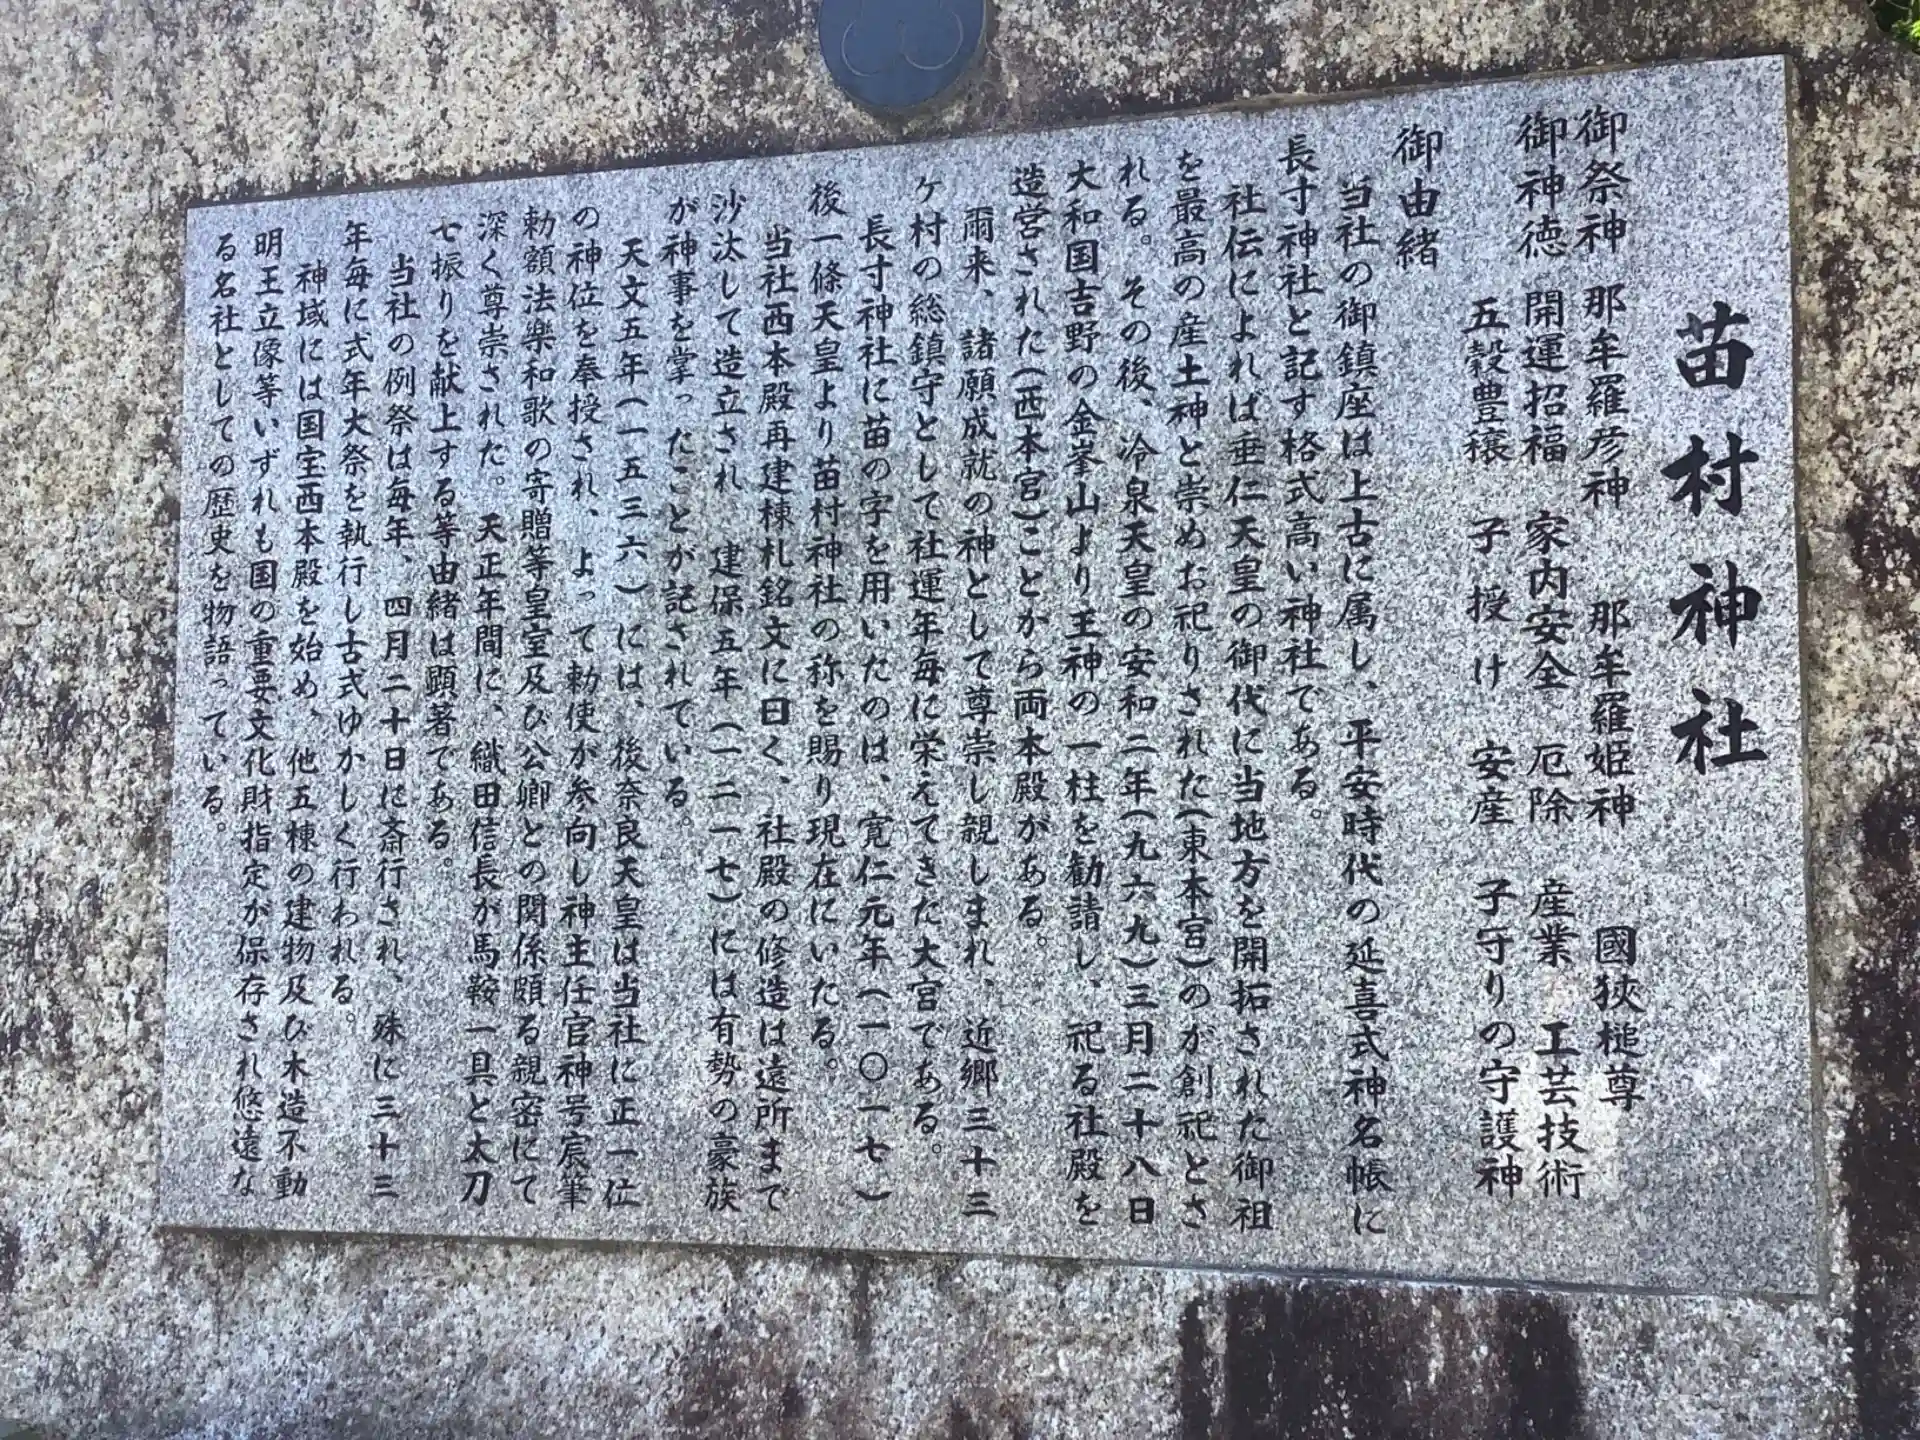 苗村神社
御祭神 那牟羅彦神 那牟羅姫神 國狹槌尊
御神徳 開運招福 家内安全 厄除 産業 工芸技術
五穀豊穣 子授け 安産 子守りの守護神
御由緒
当社の御鎮座は上古に属し、平安時代の延喜式神名帳に
長寸神社と記す格式高い神社である。
社伝によれば垂仁天皇の御代に当地方を開拓された御祖
を最高の産土神と崇めお祀りされた(東本宮)のが創祀とさ
れる。その後、冷泉天皇の安和二年(九六九)三月二十八日
大和国吉野の金峯山より王神の一柱を勧請し、祀る社殿を
造営された(西本宮)ことから両本殿がある。
爾来、諸願成就の神として尊崇し親しまれ、近郷三十三
ヶ村の総鎮守として社運年毎に栄えてきた大宮である。
長寸神社に苗の字を用いたのは、寛仁元年(一〇一七)
後一條天皇より苗村神社の称を賜り現在にいたる。
当社西本殿再建棟札銘文に曰く、社殿の修造は遠所まで
沙汰して造立され 建保五年(一二一七)には有勢の豪族
が神事を掌ったことが記されている。
天文五年(一五三六)には、後奈良天皇は当社に正一位
の神位を奉授され、よって勅使が参向し神主任官神号宸筆
勅額法樂和歌の寄贈等皇室及び公卿との関係頗る親密にて
深く尊崇された。天正年間に、織田信長が馬鞍一具と太刀
七振りを献上する等由緒は顕著である。
当社の例祭は毎年、四月二十日に斎行され、殊に三十三
年毎に式年大祭を執行し古式ゆかしく行われる。
神域には国宝西本殿を始め、他五棟の建物及び木造不動
明王立像等いずれも国の重要文化財指定が保存され悠遠な
る名社としての歴史を物語っている。